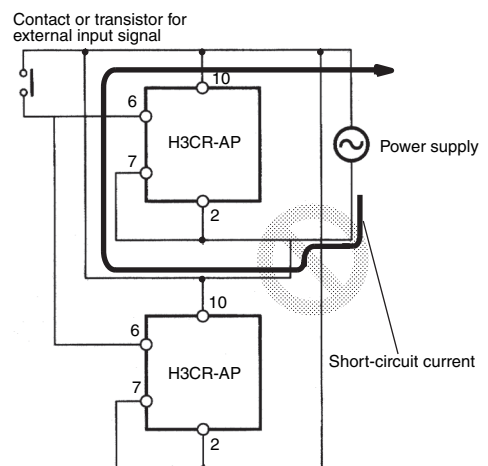 Contact or transistor for
external input signal
10
6
H3CR-AP
7
Power supply
2
10
6
Short-circuit current
H3CR-AP
7
2